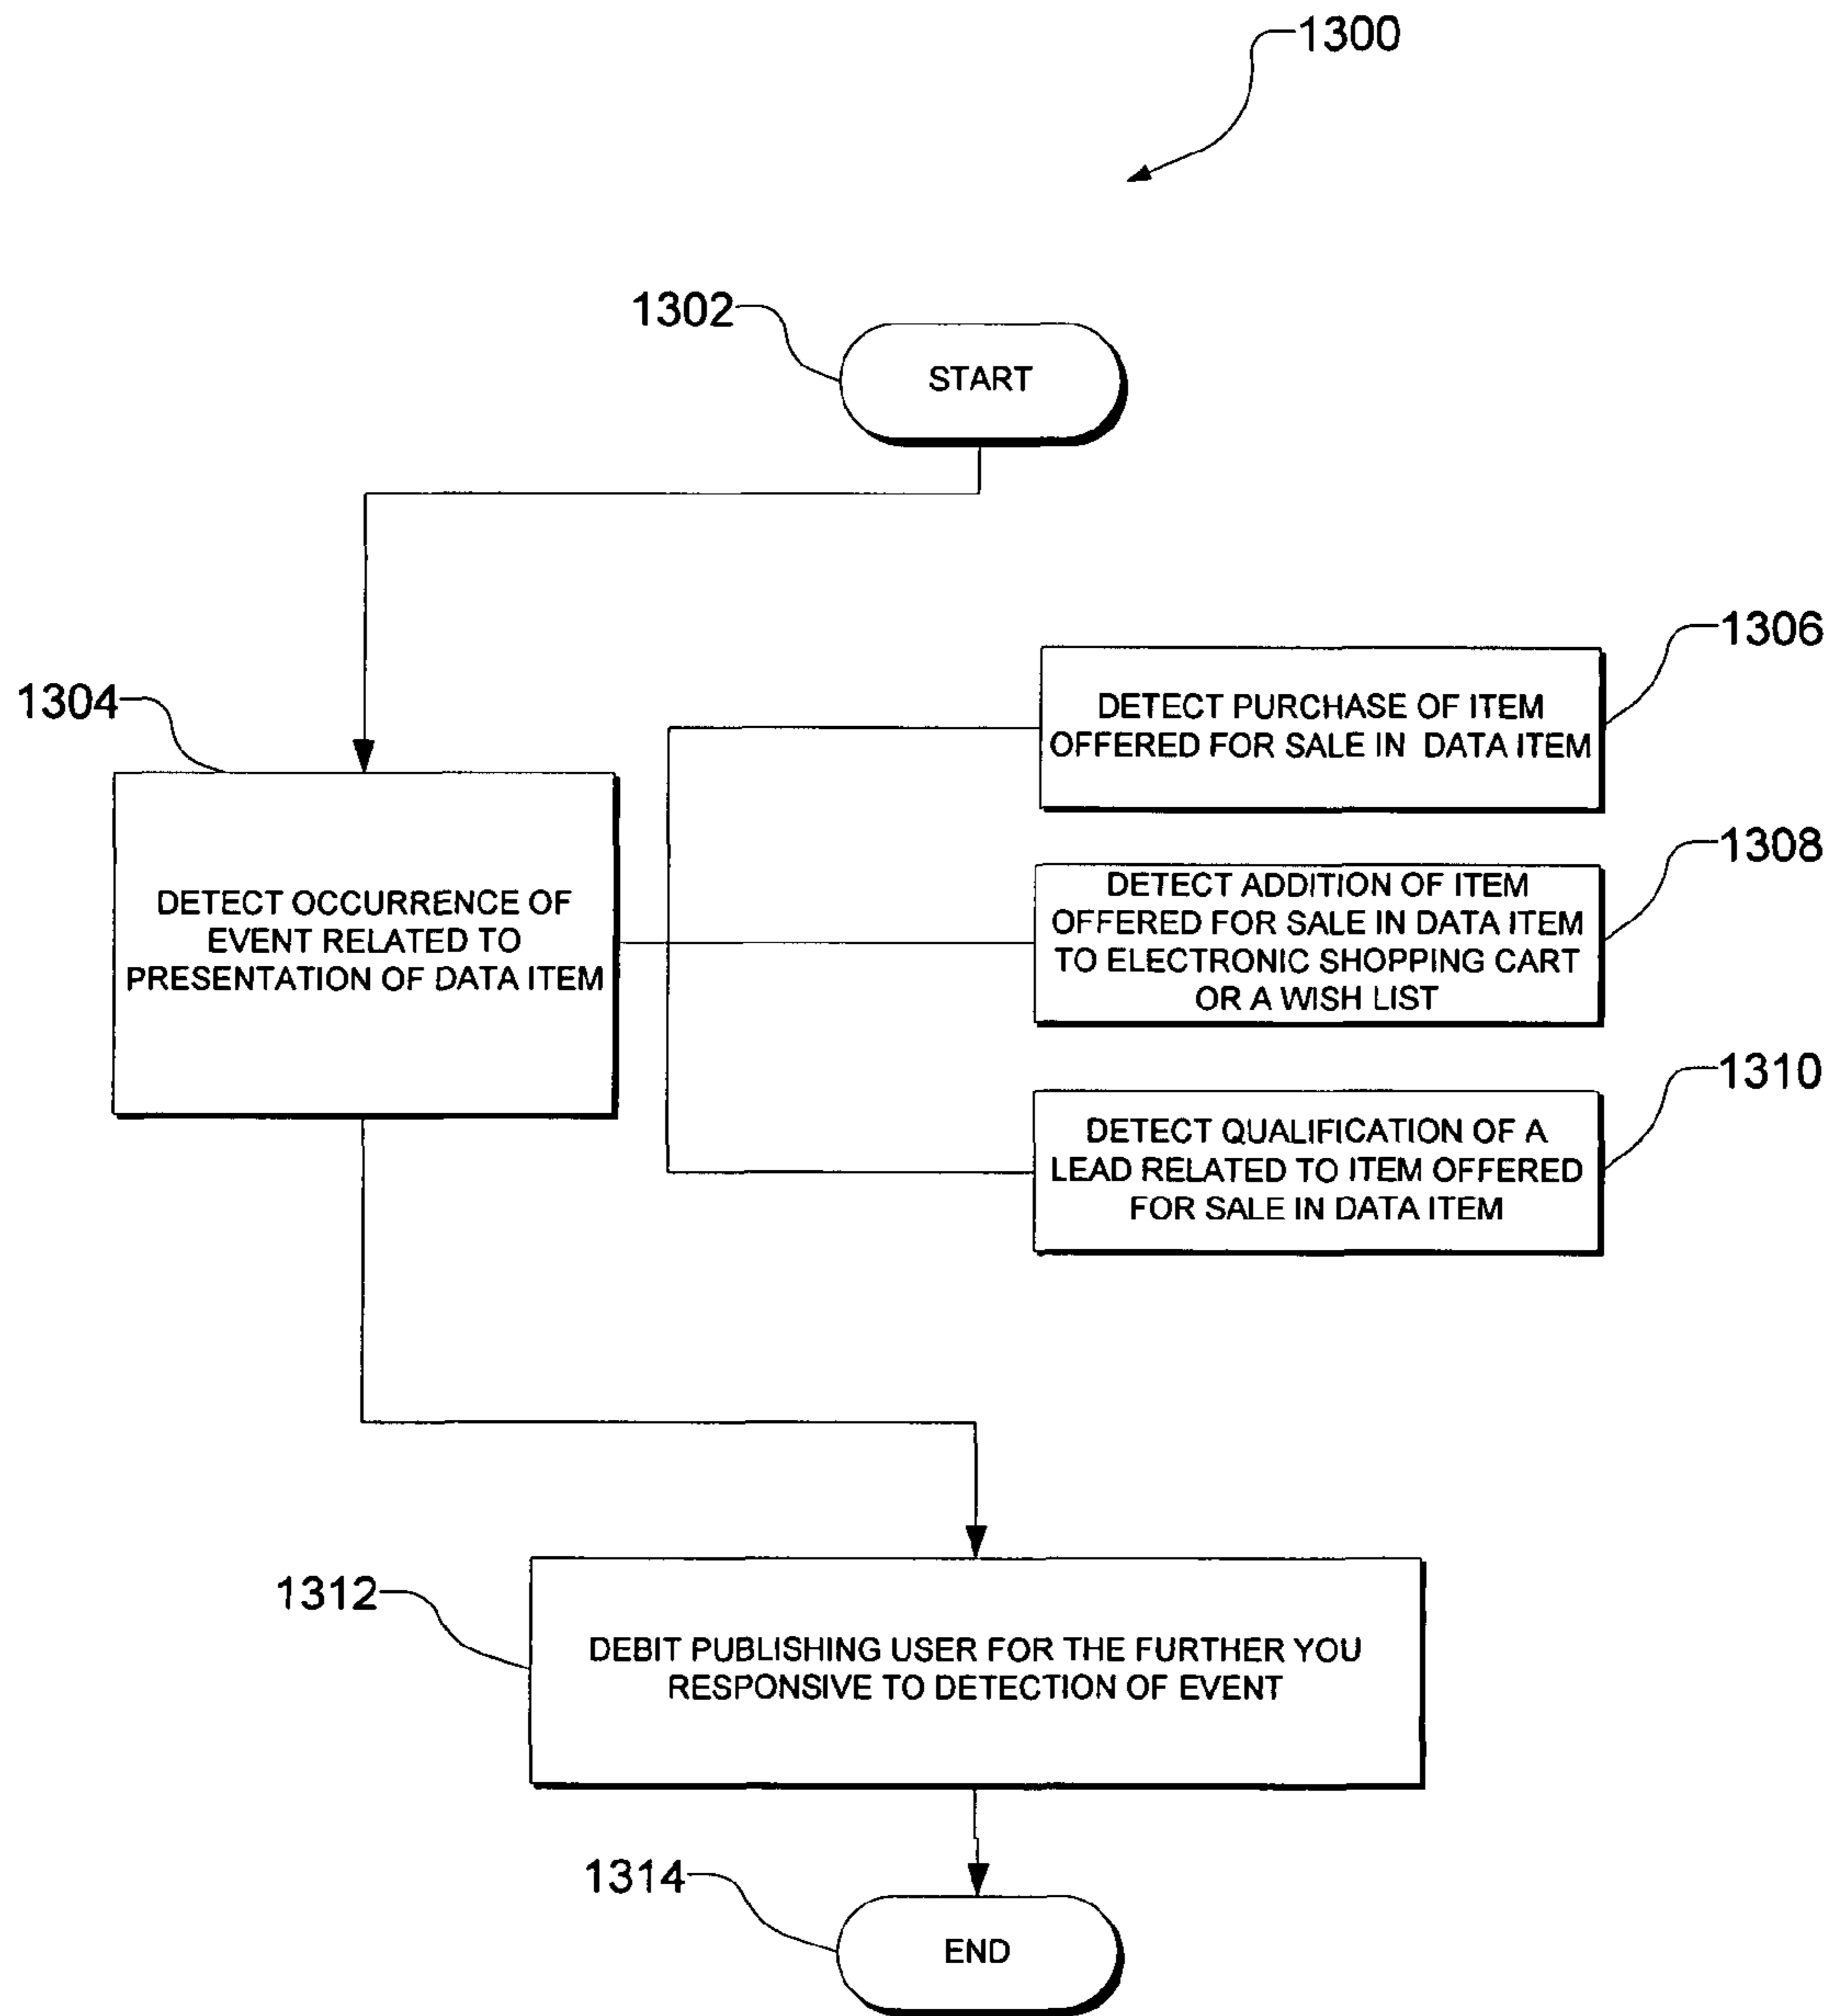 1300
1302
START
1306
DETECT PURCHASE OF ITEM
OFFERED FOR SALE IN DATA ITEM
1304
DETECT OCCURRENCE OF
EVENT RELATED TO
PRESENTATION OF DATA ITEM
1308
DETECT ADDITION OF ITEM
OFFERED FOR SALE IN DATA ITEM
TO ELECTRONIC SHOPPING CART
OR A WISH LIST
1310
DETECT QUALIFICATION OF A
LEAD RELATED TO ITEM OFFERED
FOR SALE IN DATA ITEM
1312
DEBIT PUBLISHING USER FOR THE FURTHER YOU
RESPONSIVE TO DETECTION OF EVENT
1314
END